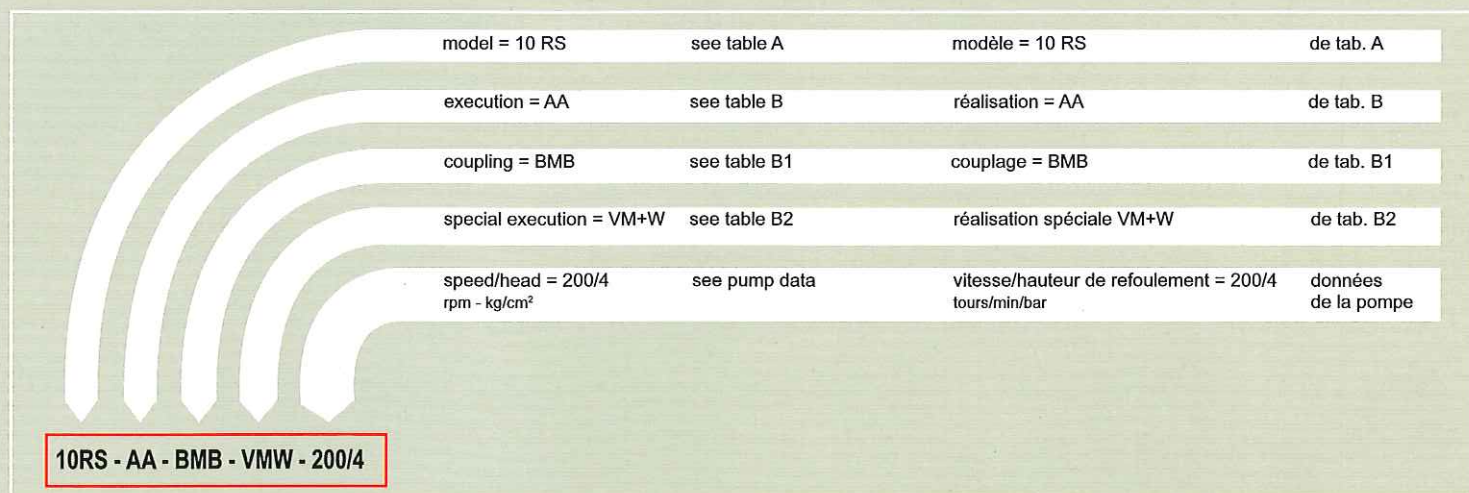 model = 10 RS see table A modèle = 10 RS de tab. A
execution = AA see table B réalisation = AA de tab. B
coupling = BMB see table B1 couplage = BMB de tab. B1
special execution = VM+W see table B2 réalisation spéciale VM+W de tab. B2
speed/head = 200/4 see pump data vitesse/hauteur de refoulement = 200/4 données
rpm - kg/cm² tours/min/bar de la pompe
10RS - AA - BMB - VMW - 200/4